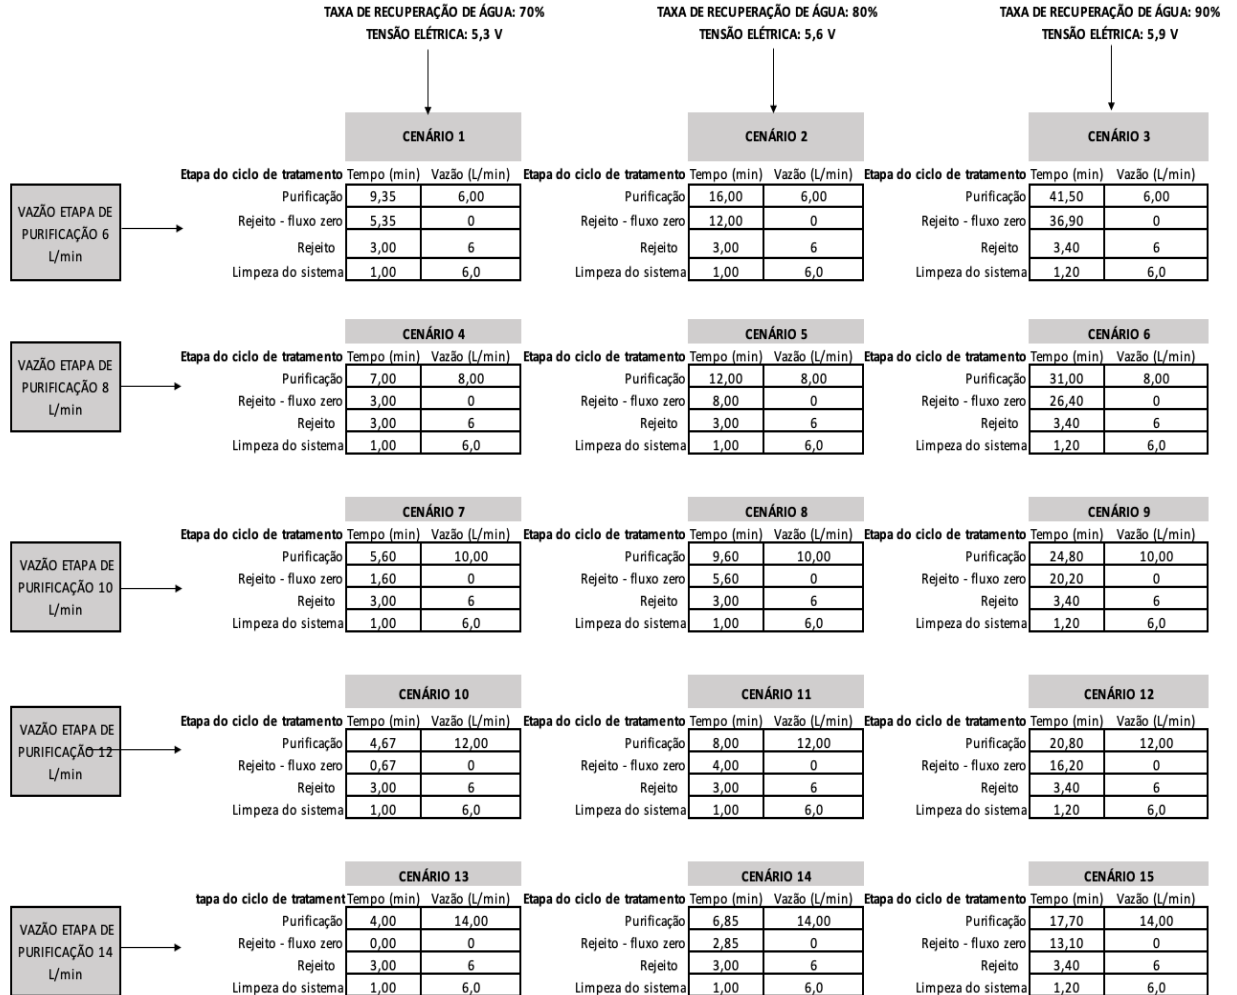 TAXA DE RECUPERAÇÃO DE ÁGUA: 70%
TENSÃO ELÉTRICA: 5,3 V
TAXA DE RECUPERAÇÃO DE ÁGUA: 80%
TENSÃO ELÉTRICA: 5,6 V
TAXA DE RECUPERAÇÃO DE ÁGUA: 90%
TENSÃO ELÉTRICA: 5,9 V
VAZÃO ETAPA DE
PURIFICAÇÃO 6
L/min
CENÁRIO 1
Etapa do ciclo de tratamento Tempo (min) Vazão (L/min)
Purificação 9,35 6,00
Rejeito - fluxo zero 5,35 0
Rejeito 3,00 6
Limpeza do sistema 1,00 6,0
CENÁRIO 2
Etapa do ciclo de tratamento Tempo (min) Vazão (L/min)
Purificação 16,00 6,00
Rejeito - fluxo zero 12,00 0
Rejeito 3,00 6
Limpeza do sistema 1,00 6,0
CENÁRIO 3
Etapa do ciclo de tratamento Tempo (min) Vazão (L/min)
Purificação 41,50 6,00
Rejeito - fluxo zero 36,90 0
Rejeito 3,40 6
Limpeza do sistema 1,20 6,0
VAZÃO ETAPA DE
PURIFICAÇÃO 8
L/min
CENÁRIO 4
Etapa do ciclo de tratamento Tempo (min) Vazão (L/min)
Purificação 7,00 8,00
Rejeito - fluxo zero 3,00 0
Rejeito 3,00 6
Limpeza do sistema 1,00 6,0
CENÁRIO 5
Etapa do ciclo de tratamento Tempo (min) Vazão (L/min)
Purificação 12,00 8,00
Rejeito - fluxo zero 8,00 0
Rejeito 3,00 6
Limpeza do sistema 1,00 6,0
CENÁRIO 6
Etapa do ciclo de tratamento Tempo (min) Vazão (L/min)
Purificação 31,00 8,00
Rejeito - fluxo zero 26,40 0
Rejeito 3,40 6
Limpeza do sistema 1,20 6,0
VAZÃO ETAPA DE
PURIFICAÇÃO 10
L/min
CENÁRIO 7
Etapa do ciclo de tratamento Tempo (min) Vazão (L/min)
Purificação 5,60 10,00
Rejeito - fluxo zero 1,60 0
Rejeito 3,00 6
Limpeza do sistema 1,00 6,0
CENÁRIO 8
Etapa do ciclo de tratamento Tempo (min) Vazão (L/min)
Purificação 9,60 10,00
Rejeito - fluxo zero 5,60 0
Rejeito 3,00 6
Limpeza do sistema 1,00 6,0
CENÁRIO 9
Etapa do ciclo de tratamento Tempo (min) Vazão (L/min)
Purificação 24,80 10,00
Rejeito - fluxo zero 20,20 0
Rejeito 3,40 6
Limpeza do sistema 1,20 6,0
VAZÃO ETAPA DE
PURIFICAÇÃO 12
L/min
CENÁRIO 10
Etapa do ciclo de tratamento Tempo (min) Vazão (L/min)
Purificação 4,67 12,00
Rejeito - fluxo zero 0,67 0
Rejeito 3,00 6
Limpeza do sistema 1,00 6,0
CENÁRIO 11
Etapa do ciclo de tratamento Tempo (min) Vazão (L/min)
Purificação 8,00 12,00
Rejeito - fluxo zero 4,00 0
Rejeito 3,00 6
Limpeza do sistema 1,00 6,0
CENÁRIO 12
Etapa do ciclo de tratamento Tempo (min) Vazão (L/min)
Purificação 20,80 12,00
Rejeito - fluxo zero 16,20 0
Rejeito 3,40 6
Limpeza do sistema 1,20 6,0
VAZÃO ETAPA DE
PURIFICAÇÃO 14
L/min
CENÁRIO 13
tapa do ciclo de tratament Tempo (min) Vazão (L/min)
Purificação 4,00 14,00
Rejeito - fluxo zero 0,00 0
Rejeito 3,00 6
Limpeza do sistema 1,00 6,0
CENÁRIO 14
Etapa do ciclo de tratamento Tempo (min) Vazão (L/min)
Purificação 6,85 14,00
Rejeito - fluxo zero 2,85 0
Rejeito 3,00 6
Limpeza do sistema 1,00 6,0
CENÁRIO 15
Etapa do ciclo de tratamento Tempo (min) Vazão (L/min)
Purificação 17,70 14,00
Rejeito - fluxo zero 13,10 0
Rejeito 3,40 6
Limpeza do sistema 1,20 6,0